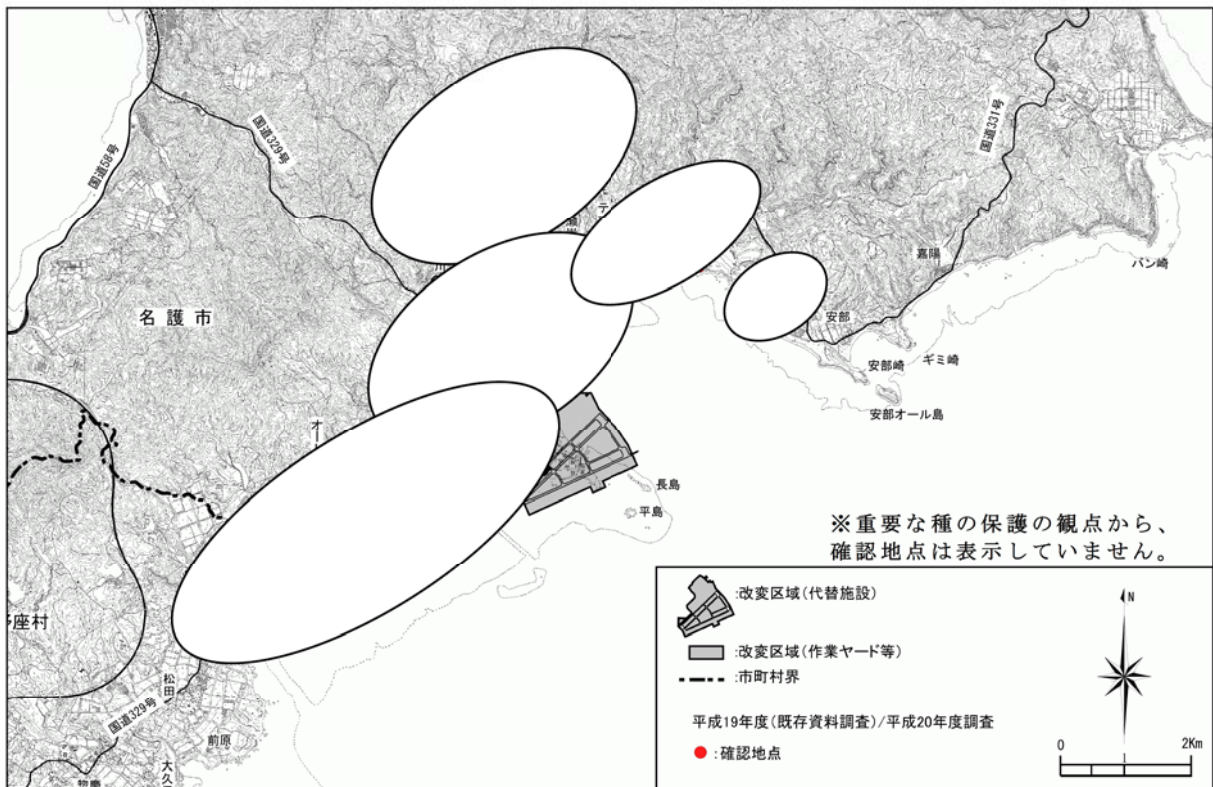 国道58号
国道329号
国道331号
名護市
嘉陽
バン崎
安部
安部崎
ギミ崎
安部オール島
長島
平島
※重要な種の保護の観点から、
確認地点は表示していません。
座村
松田
国道329号
前原
:改変区域(代替施設)
:改変区域(作業ヤード等)
:市町村界
平成19年度(既存資料調査)/平成20年度調査
:確認地点
N
0 1 2Km